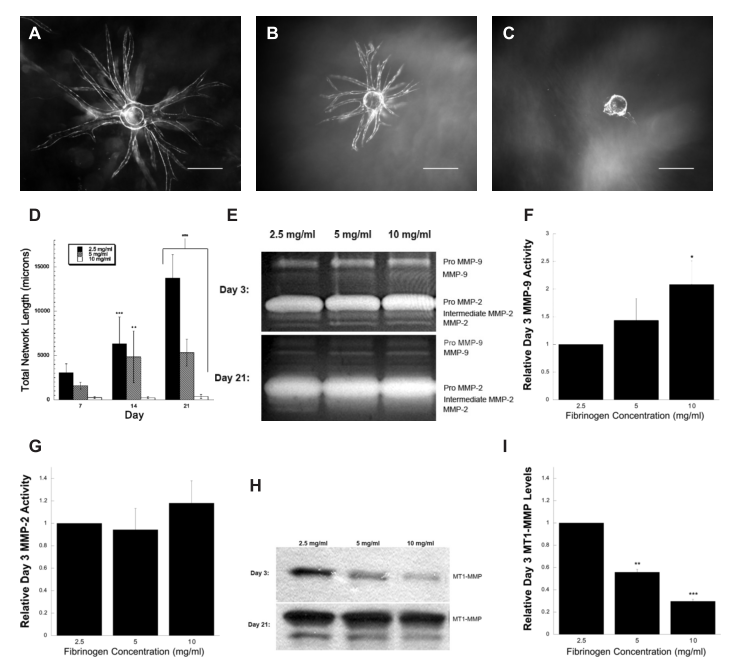 A
B
C
D
Total Network Length (microns)
15000
10000
5000
0
2.5 mg/ml
5 mg/ml
10 mg/ml
***
**
7
14
21
Day
E
2.5 mg/ml 5 mg/ml 10 mg/ml
Day 3:
Pro MMP-9
MMP-9
Pro MMP-2
Intermediate MMP-2
MMP-2
Day 21:
Pro MMP-9
MMP-9
Pro MMP-2
Intermediate MMP-2
MMP-2
F
Relative Day 3 MMP-9 Activity
3
2.5
2
1.5
1
0.5
0
*
2.5
5
10
Fibrinogen Concentration (mg/ml)
G
Relative Day 3 MMP-2 Activity
1.4
1.2
1
0.8
0.6
0.4
0.2
0
2.5
5
10
Fibrinogen Concentration (mg/ml)
H
2.5 mg/ml 5 mg/ml 10 mg/ml
Day 3:
MT1-MMP
Day 21:
MT1-MMP
I
Relative Day 3 MT1-MMP Levels
1.4
1.2
1
0.8
0.6
0.4
0.2
0
**
***
2.5
5
10
Fibrinogen Concentration (mg/ml)